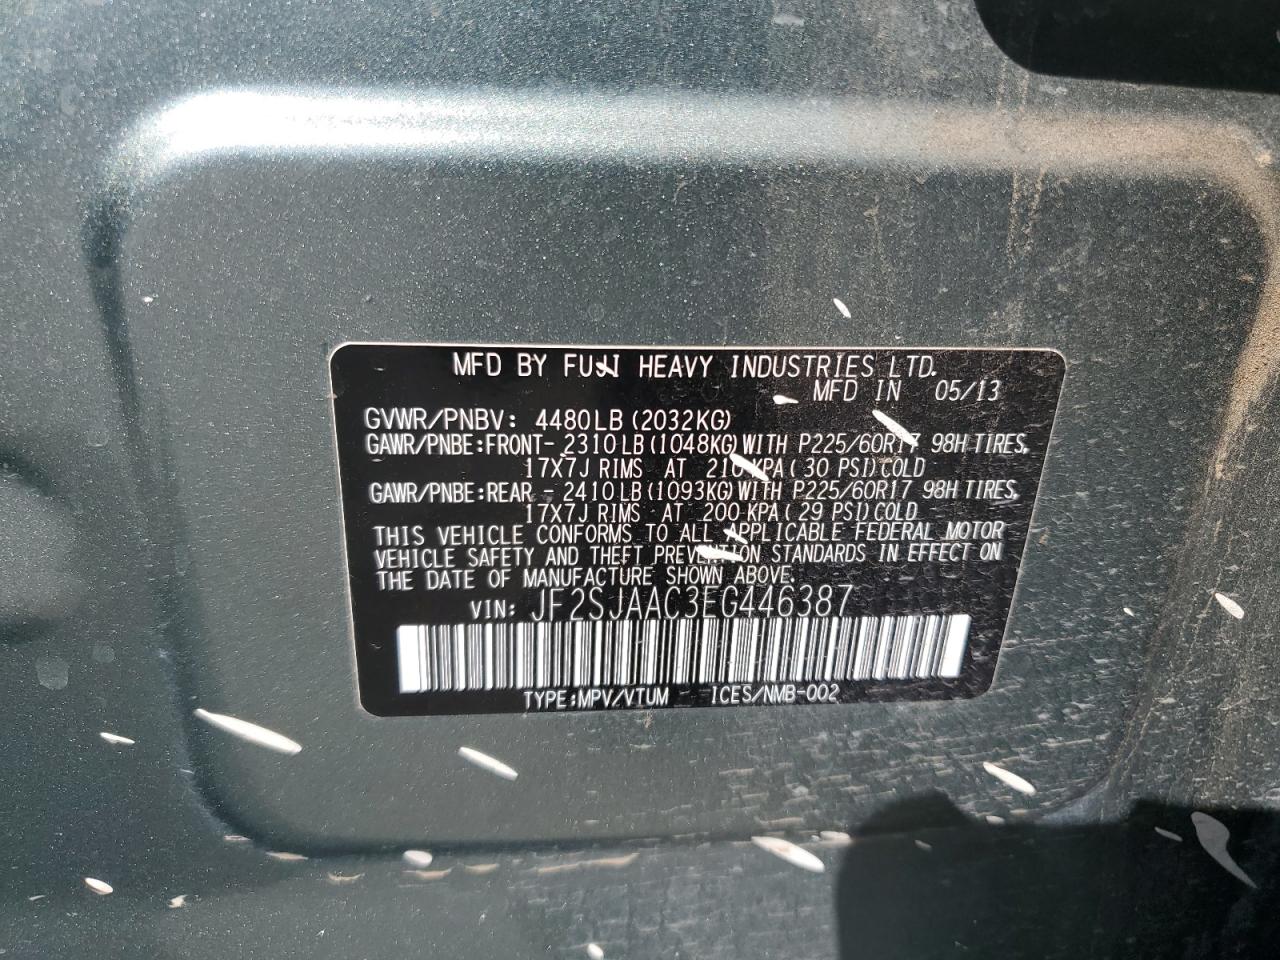 MFD BY FUJI HEAVY INDUSTRIES LTD.
MFD IN 05/13
GVWR/PNBV: 4480LB (2032KG)
GAWR/PNBE:FRONT- 2310LB (1048KG) WITH P225/60R17 98H TIRES,
17X7J RIMS AT 210 KPA ( 30 PSI) COLD
GAWR/PNBE:REAR - 2410LB (1093KG) WITH P225/60R17 98H TIRES,
17X7J RIMS AT 200 KPA ( 29 PSI) COLD
THIS VEHICLE CONFORMS TO ALL APPLICABLE FEDERAL MOTOR
VEHICLE SAFETY AND THEFT PREVENTION STANDARDS IN EFFECT ON
THE DATE OF MANUFACTURE SHOWN ABOVE.
VIN: JF2SJAAC3EG446387
TYPE:MPV/VTUM ICES/NMB-002